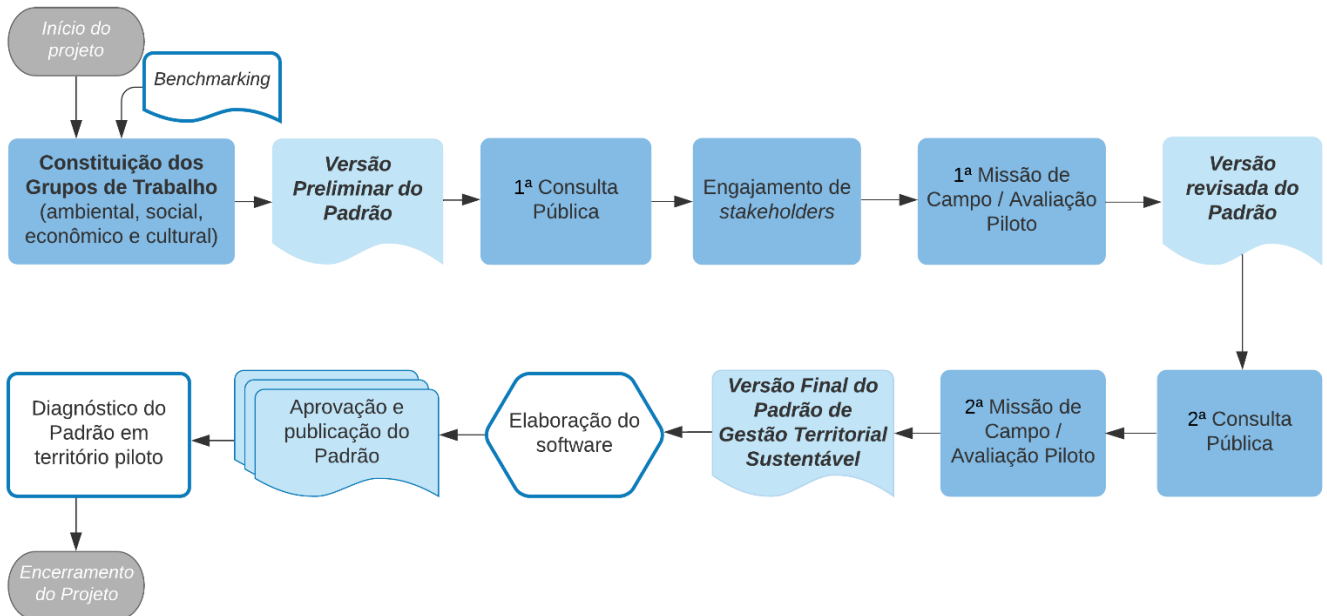 Início do
projeto
Benchmarking
Constituição dos
Grupos de Trabalho
(ambiental, social,
econômico e cultural)
Versão
Preliminar do
Padrão
1ª Consulta
Pública
Engajamento de
stakeholders
1ª Missão de
Campo / Avaliação
Piloto
Versão
revisada do
Padrão
2ª Consulta
Pública
2ª Missão de
Campo /
Avaliação Piloto
Versão Final do
Padrão de
Gestão Territorial
Sustentável
Elaboração do
software
Aprovação e
publicação do
Padrão
Diagnóstico do
Padrão em
território piloto
Encerramento
do Projeto